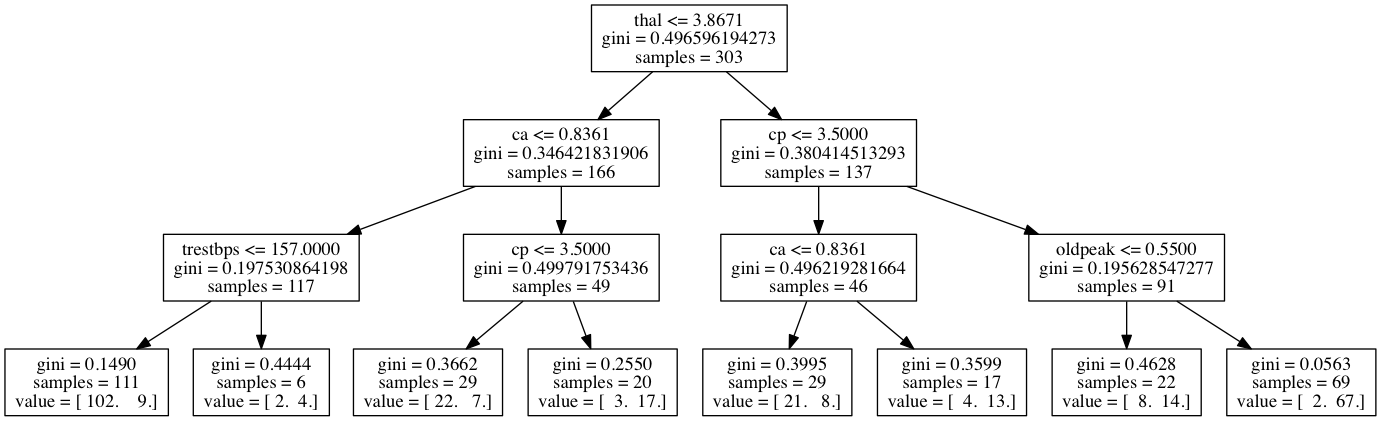 thal <= 3.8671
gini = 0.496596194273
samples = 303
ca <= 0.8361
gini = 0.346421831906
samples = 166
cp <= 3.5000
gini = 0.380414513293
samples = 137
trestbps <= 157.0000
gini = 0.197530864198
samples = 117
cp <= 3.5000
gini = 0.499791753436
samples = 49
ca <= 0.8361
gini = 0.496219281664
samples = 46
oldpeak <= 0.5500
gini = 0.195628547277
samples = 91
gini = 0.1490
samples = 111
value = [ 102.    9.]
gini = 0.4444
samples = 6
value = [ 2.  4.]
gini = 0.3662
samples = 29
value = [ 22.   7.]
gini = 0.2550
samples = 20
value = [  3.  17.]
gini = 0.3995
samples = 29
value = [ 21.   8.]
gini = 0.3599
samples = 17
value = [  4.  13.]
gini = 0.4628
samples = 22
value = [  8.  14.]
gini = 0.0563
samples = 69
value = [  2.  67.]